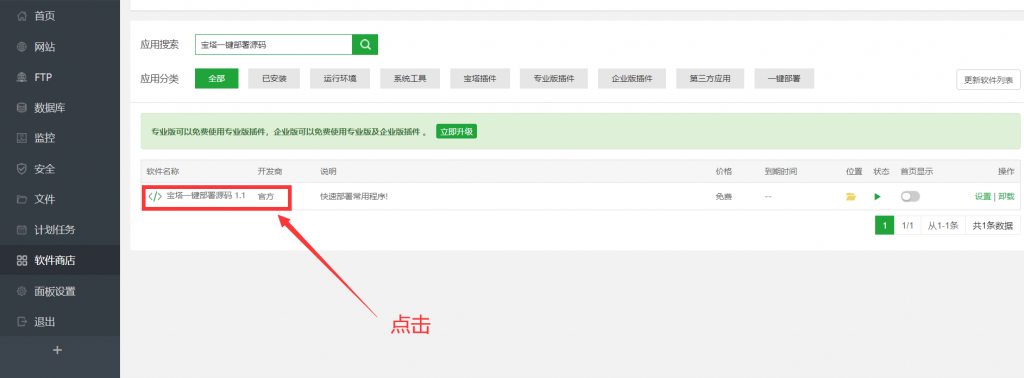 首页
网站
FTP
数据库
监控
安全
文件
计划任务
软件商店
面板设置
退出
应用搜索 宝塔一键部署源码
应用分类 全部 已安装 运行环境 系统工具 宝塔插件 专业版插件 企业版插件 第三方应用 一键部署 更新软件列表
专业版可以免费使用专业版插件，企业版可以免费使用专业版及企业版插件 。 立即升级
软件名称 开发商 说明 价格 到期时间 位置 状态 首页显示 操作
宝塔一键部署源码 1.1 官方 快速部署常用程序! 免费 -- 设置 | 卸载
1 1/1 从1-1条 共1条数据
点击